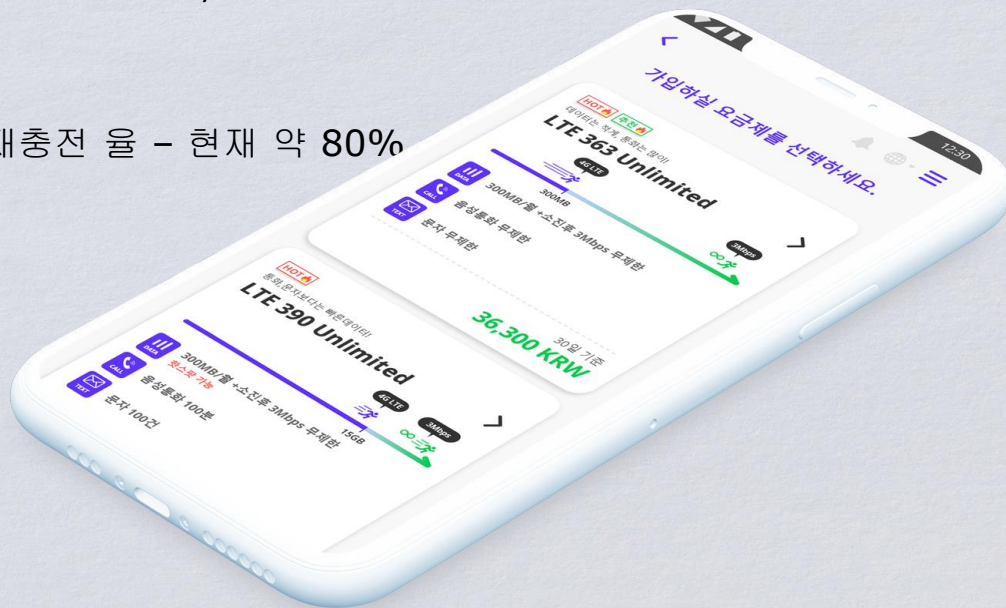 재충전 율 – 현재 약 80%
12:30
가입하실 요금제를 선택하세요.
HOT 추천
데이터는 적게, 통화는 많이!
LTE 363 Unlimited
4G LTE
300MB
3Mbps
DATA 300MB/월 +소진후 3Mbps 무제한
CALL 음성통화 무제한
TEXT 문자 무제한
30일 기준
36,300 KRW
HOT
통화,문자보다는 빠른데이터!
LTE 390 Unlimited
4G LTE
3Mbps
15GB
DATA 300MB/월 +소진후 3Mbps 무제한
핫스팟 가능
CALL 음성통화 100분
TEXT 문자 100건